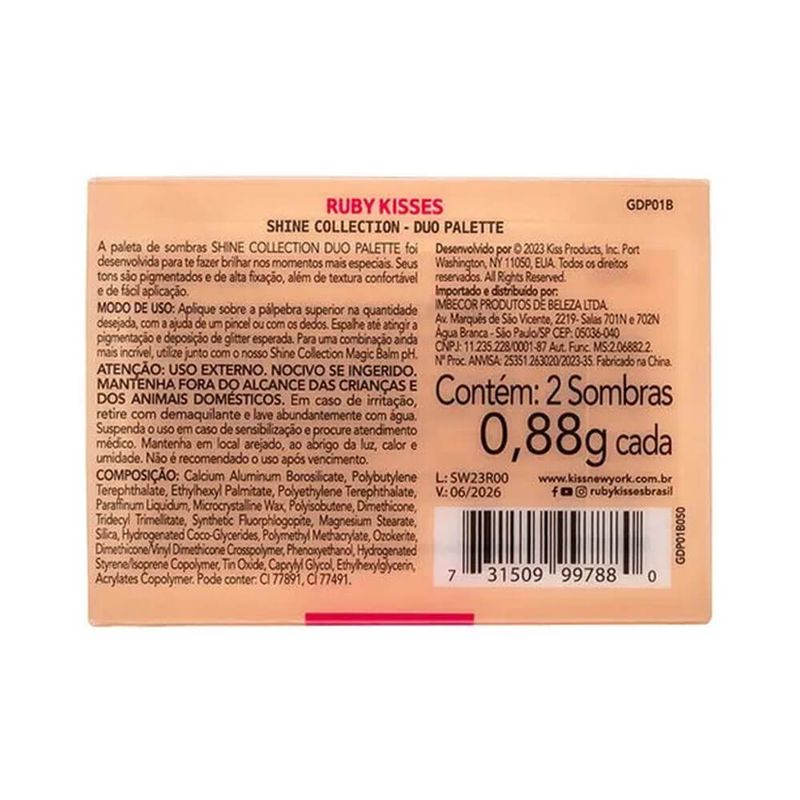 RUBY KISSES
SHINE COLLECTION - DUO PALETTE
GDP01B
A paleta de sombras SHINE COLLECTION DUO PALETTE foi
desenvolvida para te fazer brilhar nos momentos mais especiais. Seus
tons são pigmentados e de alta fixação, além de textura confortável
e de fácil aplicação.
MODO DE USO: Aplique sobre a pálpebra superior na quantidade
desejada, com a ajuda de um pincel ou com os dedos. Espalhe até atingir a
pigmentação e deposição de glitter esperada. Para uma combinação ainda
mais incrível, utilize junto com o nosso Shine Collection Magic Balm pH.
ATENÇÃO: USO EXTERNO. NOCIVO SE INGERIDO.
MANTENHA FORA DO ALCANCE DAS CRIANÇAS E
DOS ANIMAIS DOMÉSTICOS. Em caso de irritação,
retire com demaquilante e lave abundantemente com água.
Suspenda o uso em caso de sensibilização e procure atendimento
médico. Mantenha em local arejado, ao abrigo da luz, calor e
umidade. Não é recomendado o uso após vencimento.
COMPOSIÇÃO: Calcium Aluminum Borosilicate, Polybutylene
Terephthalate, Ethylhexyl Palmitate, Polyethylene Terephthalate,
Paraffinum Liquidum, Microcrystalline Wax, Polyisobutene, Dimethicone,
Tridecyl Trimellitate, Synthetic Fluorphlogopite, Magnesium Stearate,
Silica, Hydrogenated Coco-Glycerides, Polymethyl Metacrylate, Ozokerite,
Dimethicone/Vinyl Dimethicone Crosspolymer, Phenoxyethanol, Hydrogenated
Styrene/Isoprene Copolymer, Tin Oxide, Caprylyl Glycol, Ethylhexylglycerin,
Acrylates Copolymer. Pode conter: CI 77891, CI 77491.
Desenvolvido por © 2023 Kiss Products, Inc. Port
Washington, NY 11050, EUA. Todos os direitos
reservados. All Rights Reserved.
Importado e distribuído por:
IMBECOR PRODUTOS DE BELEZA LTDA.
Av. Marquês de São Vicente, 2219- Salas 701N e 702N
Água Branca - São Paulo/SP CEP: 05036-040
CNPJ: 11.235.228/0001-87 Aut. Func. MS:2.06882.2.
N° Proc. ANVISA: 25351.263020/2023-35. Fabricado na China.
Contém: 2 Sombras
0,88g cada
L.: SW23R00
V.: 06/2026
www.kissnewyork.com.br
rubykissesbrasil
7 31509 99788 0
GDP01B050